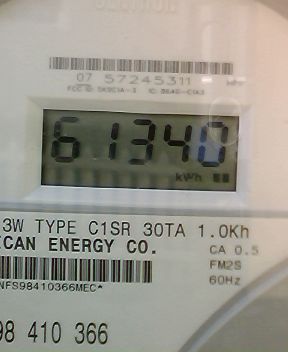 07 57245311
61340
kWh
3W TYPE C1SR 30TA 1.0Kh
ICAN ENERGY CO.
CA 0.5
FM2S
60Hz
NFS98410366MEC*
98 410 366